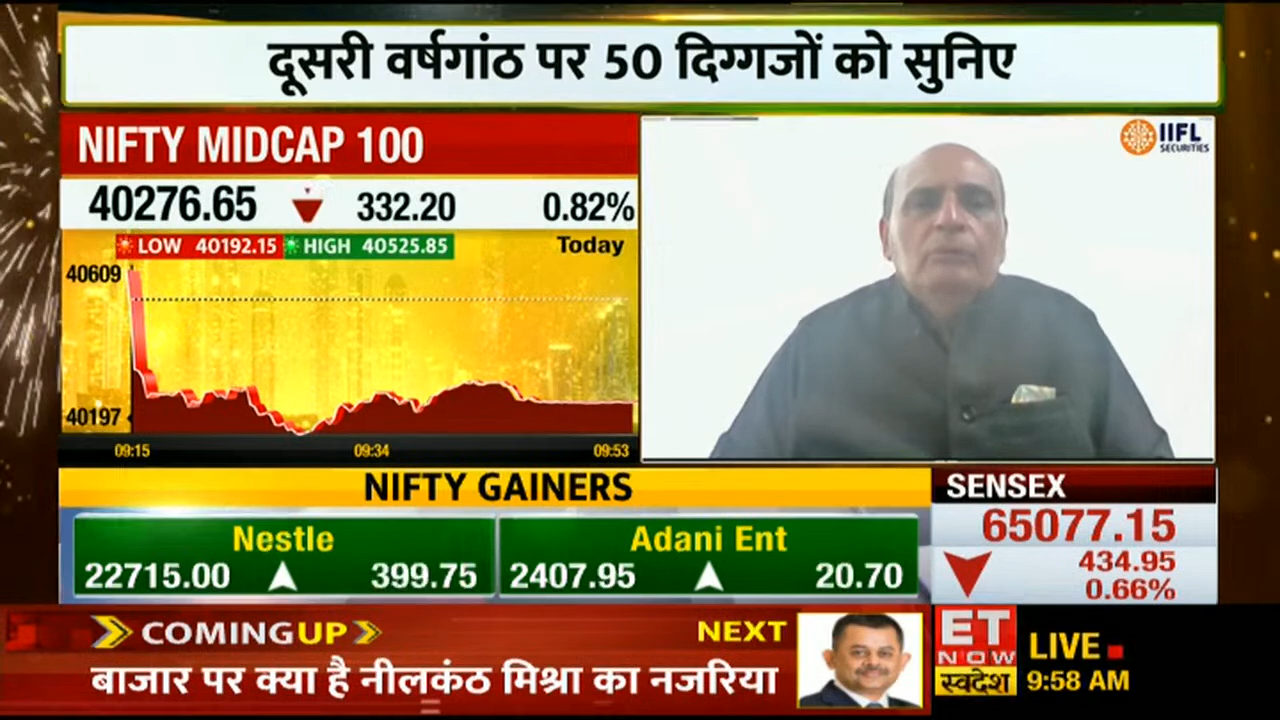 दूसरी वर्षगांठ पर 50 दिग्गजों को सुनिए
NIFTY MIDCAP 100
40276.65 332.20 0.82%
LOW 40192.15 HIGH 40525.85 Today
40609
40197
09:15 09:34 09:53
IIFL
SECURITIES
NIFTY GAINERS
Nestle
22715.00 399.75
Adani Ent
2407.95 20.70
SENSEX
65077.15
434.95
0.66%
COMING UP NEXT
बाजार पर क्या है नीलकंठ मिश्रा का नजरिया
ET
NOW
स्वदेश
LIVE
9:58 AM